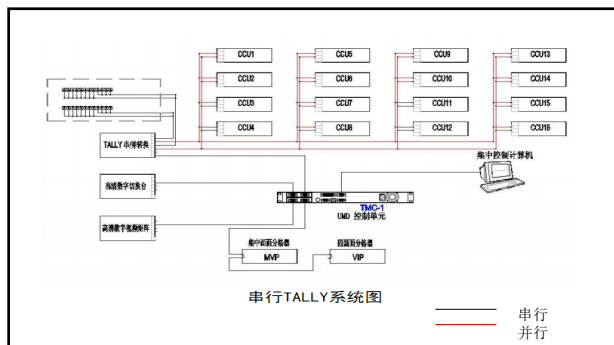 CCU1
CCU5
CCU9
CCU13
CCU2
CCU6
CCU10
CCU14
CCU3
CCU7
CCU11
CCU15
CCU4
CCU8
CCU12
CCU16
TALLY 串/并转换
集中控制计算机
高清数字切换台
TMC-1
UMD 控制单元
高清数字视频矩阵
集中画面分格器
MVP
四画面分格器
VIP
串行TALLY系统图
串行
并行